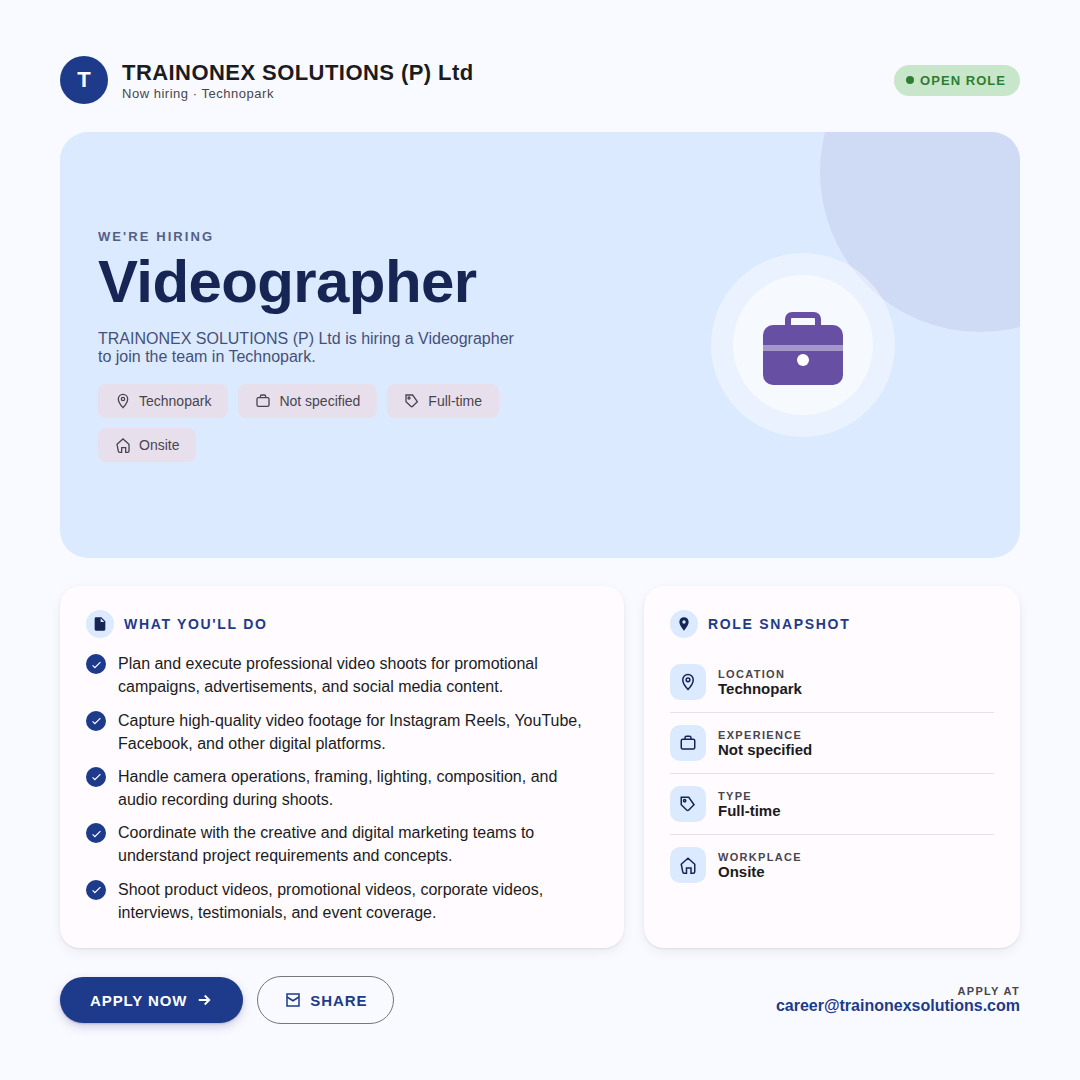 T
TRAINONEX SOLUTIONS (P) Ltd
Now hiring · Technopark
OPEN ROLE
WE'RE HIRING
Videographer
TRAINONEX SOLUTIONS (P) Ltd is hiring a Videographer
to join the team in Technopark.
Technopark
Not specified
Full-time
Onsite
WHAT YOU'LL DO
Plan and execute professional video shoots for promotional
campaigns, advertisements, and social media content.
Capture high-quality video footage for Instagram Reels, YouTube,
Facebook, and other digital platforms.
Handle camera operations, framing, lighting, composition, and
audio recording during shoots.
Coordinate with the creative and digital marketing teams to
understand project requirements and concepts.
Shoot product videos, promotional videos, corporate videos,
interviews, testimonials, and event coverage.
ROLE SNAPSHOT
LOCATION
Technopark
EXPERIENCE
Not specified
TYPE
Full-time
WORKPLACE
Onsite
APPLY NOW
SHARE
APPLY AT
career@trainonexsolutions.com